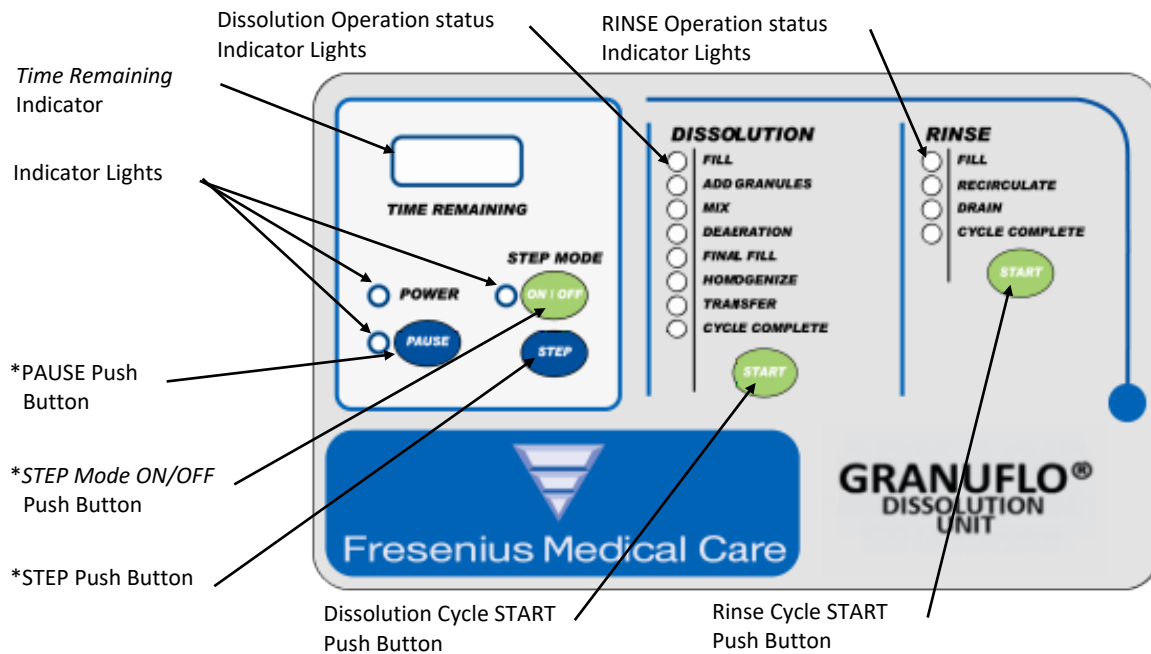 Dissolution Operation status
Indicator Lights
RINSE Operation status
Indicator Lights
Time Remaining
Indicator
Indicator Lights
*PAUSE Push
Button
*STEP Mode ON/OFF
Push Button
*STEP Push Button
TIME REMAINING
STEP MODE
POWER
ON | OFF
PAUSE
STEP
DISSOLUTION
FILL
ADD GRANULES
MIX
DEAERATION
FINAL FILL
HOMOGENIZE
TRANSFER
CYCLE COMPLETE
START
RINSE
FILL
RECIRCULATE
DRAIN
CYCLE COMPLETE
START
Fresenius Medical Care
GRANUFLO®
DISSOLUTION
UNIT
Dissolution Cycle START
Push Button
Rinse Cycle START
Push Button